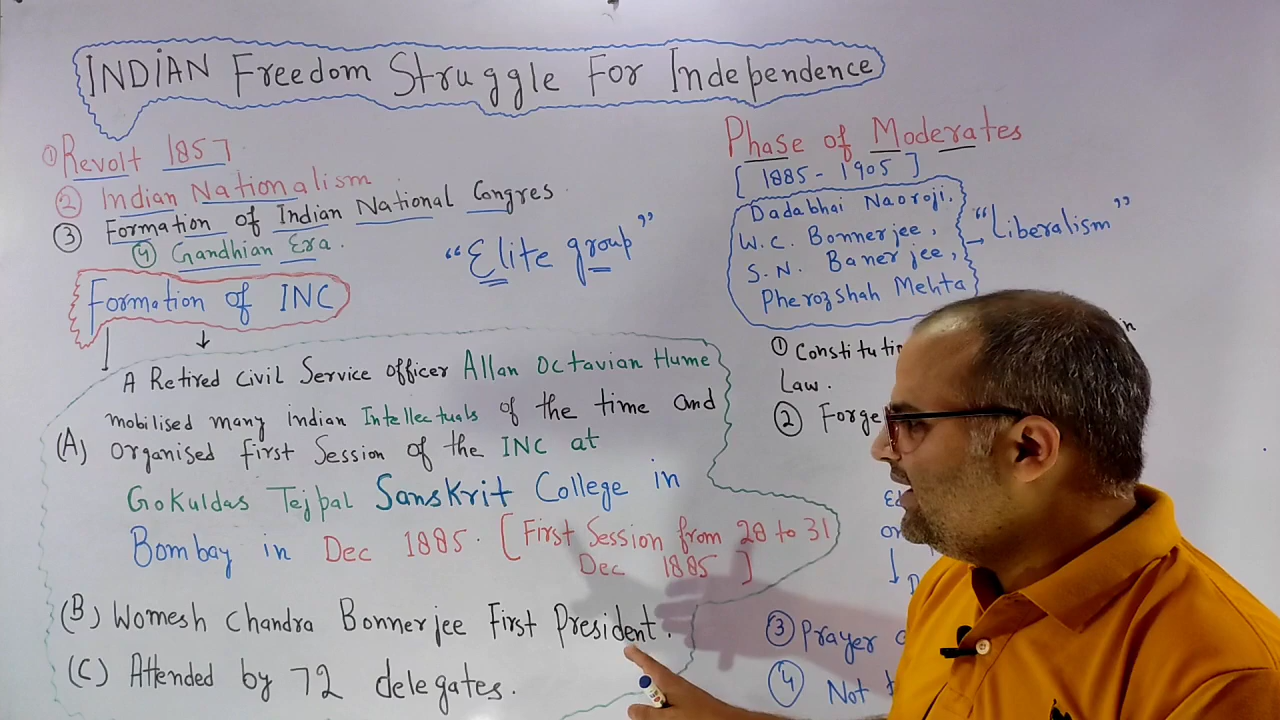 INDIAN Freedom Struggle For Independence
① Revolt 1857
② Indian Nationalism
③ Formation of Indian National Congres
④ Gandhian Era.
"Elite group"
Formation of INC
A Retired civil Service officer Allan Octavian Hume
mobilised many indian Intellectuals of the time and
(A) organised first Session of the INC at
Gokuldas Tejpal Sanskrit College in
Bombay in Dec 1885. [First Session from 28 to 31
Dec 1885]
(B) Womesh Chandra Bonnerjee First President.
(C) Attended by 72 delegates.
Phase of Moderates
[1885-1905]
Dadabhai Naoroji.
W.C. Bonnerjee,
S.N. Banerjee,
Pherozshah Mehta
→ "Liberalism"
①
Law.
②
③ Prayer
④ Not